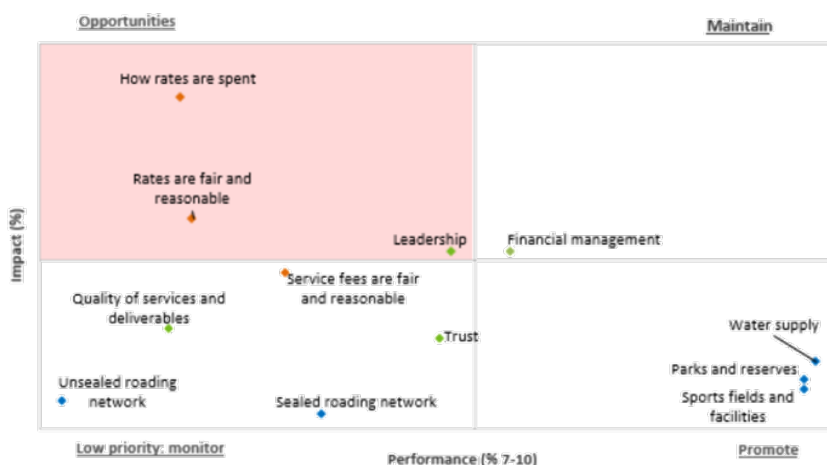 Opportunities
Maintain
How rates are spent
Rates are fair and
reasonable
Leadership
Financial management
Impact (%)
Service fees are fair
and reasonable
Quality of services and
deliverables
Trust
Water supply
Parks and reserves
Unsealed roading
network
Sealed roading network
Sports fields and
facilities
Low priority: monitor
Performance (% 7-10)
Promote